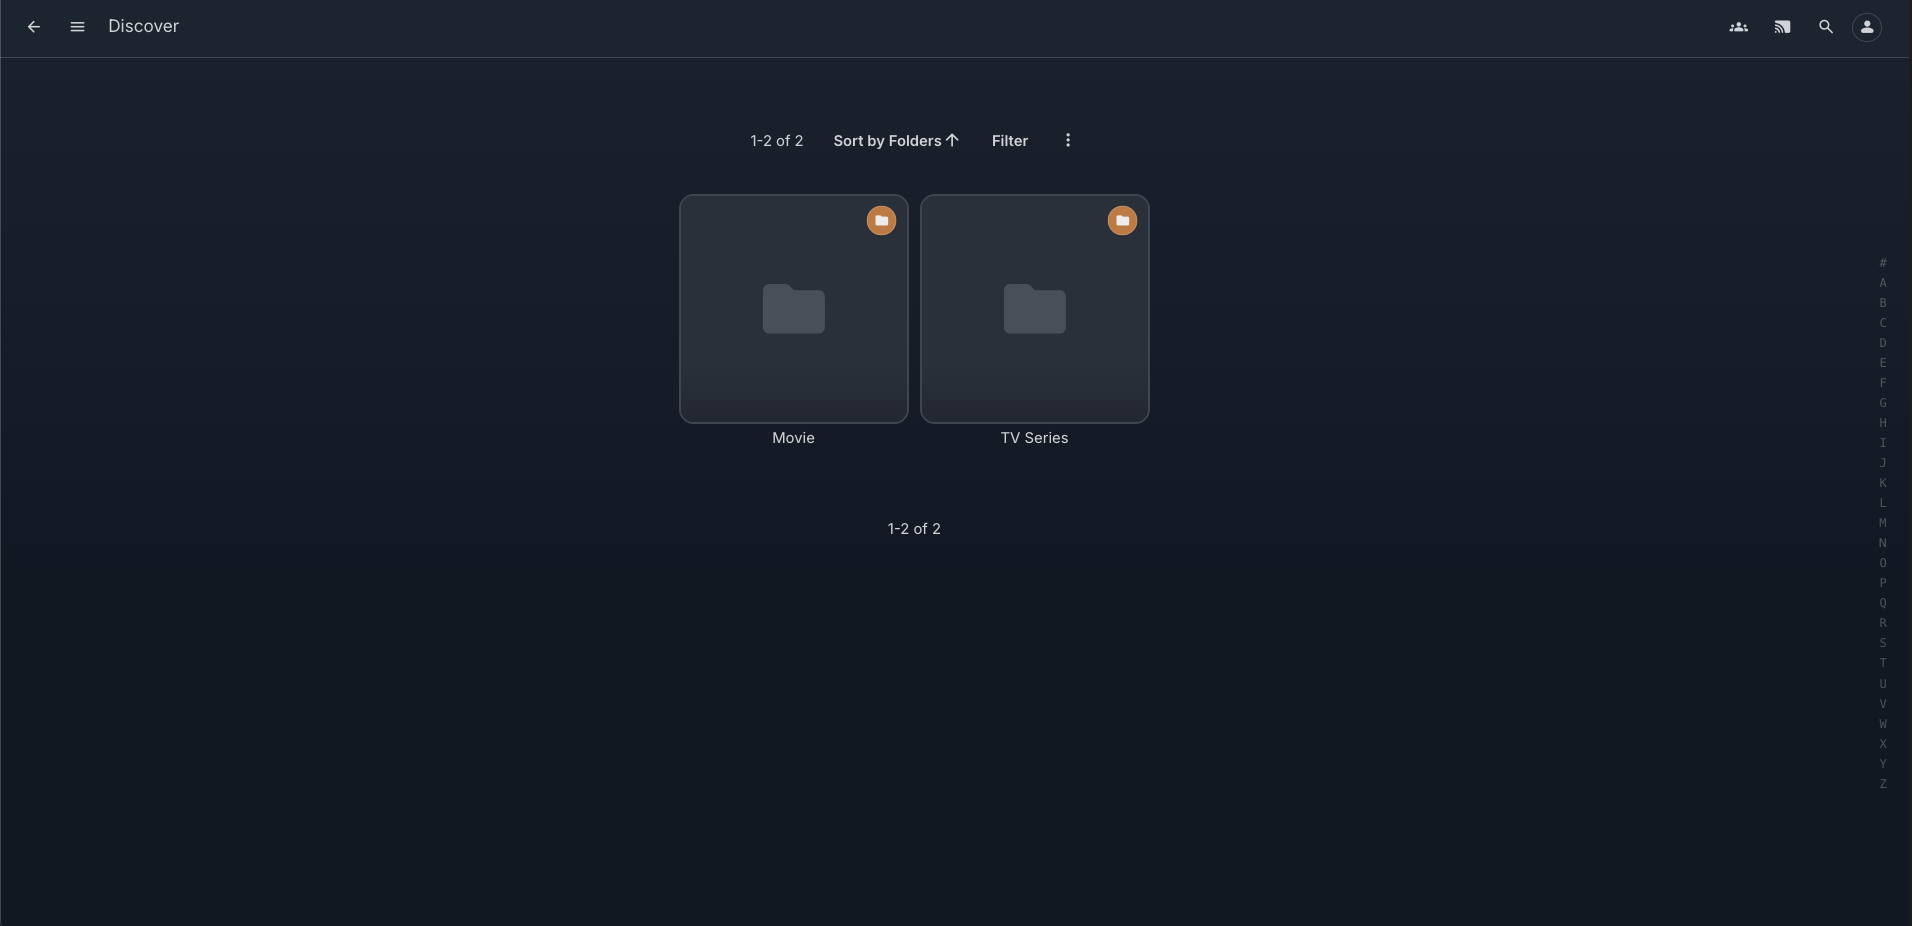 Discover
1-2 of 2
Sort by Folders
Filter
Movie
TV Series
1-2 of 2
#
A
B
C
D
E
F
G
H
I
J
K
L
M
N
O
P
Q
R
S
T
U
V
W
X
Y
Z